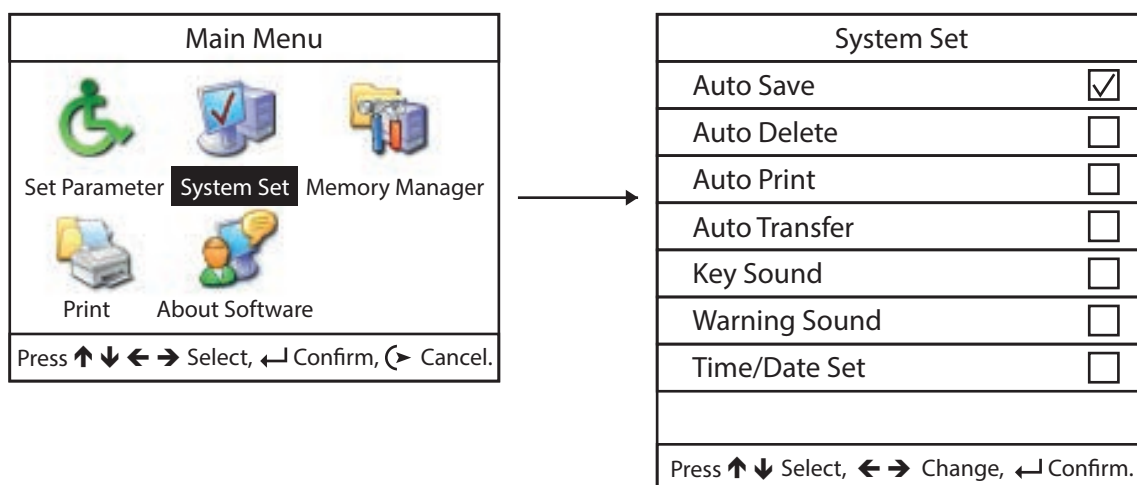 Main Menu
Set Parameter System Set Memory Manager
Print About Software
Press ↑ ↓ ← → Select, ↵ Confirm, Cancel.
System Set
Auto Save
Auto Delete
Auto Print
Auto Transfer
Key Sound
Warning Sound
Time/Date Set
Press ↑ ↓ Select, ← → Change, ↵ Confirm.